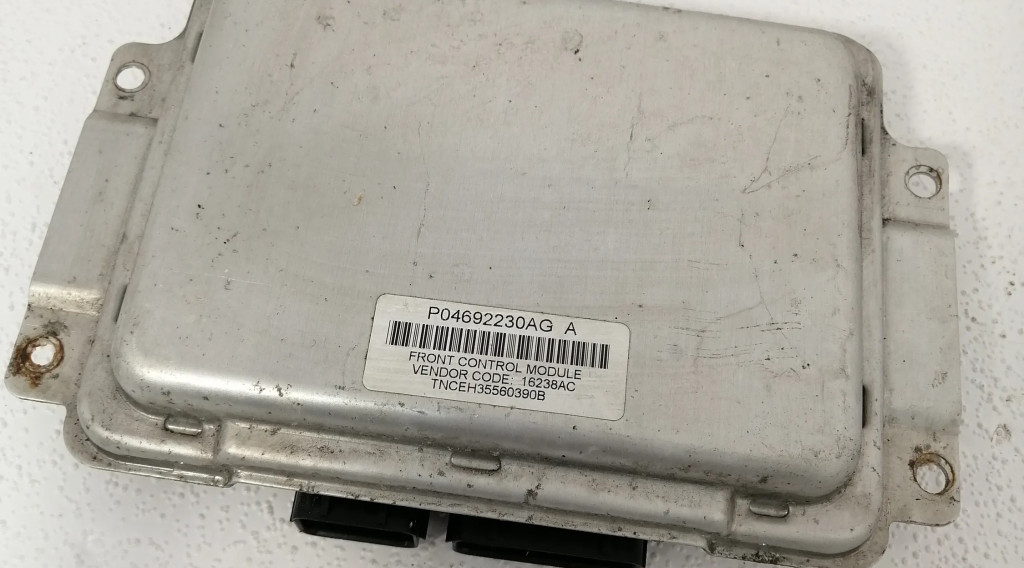 P04692230AG A
FRONT CONTROL MODULE
VENDOR CODE: 16238AC
TNCEH35560390B